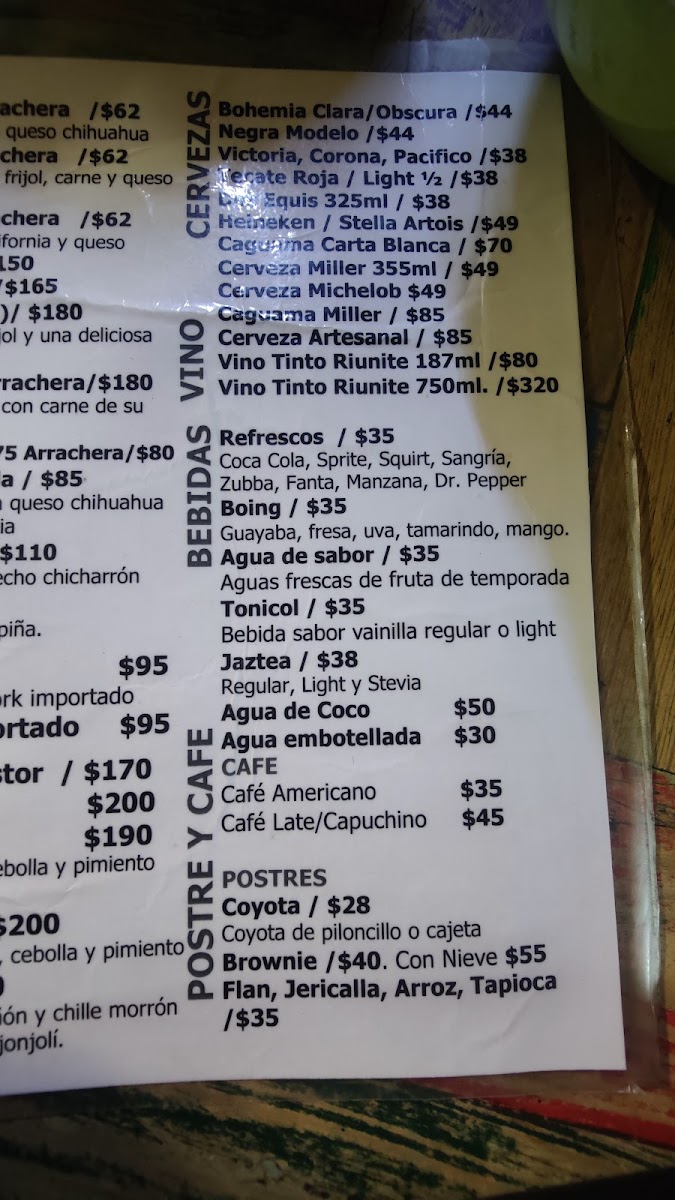 achera /$62
queso chihuahua
chera /$62
frijol, carne y queso
chera /$62
ifornia y queso
150
/$165
)/ $180
jol y una deliciosa
rrachera/$180
con carne de su
75 Arrachera/$80
la / $85
queso chihuahua
ia
$110
echo chicharrón
piña.
$95
ork importado
ortado $95
stor / $170
$200
$190
ebolla y pimiento
$200
, cebolla y pimiento
ión y chille morrón
jonjolí.
CERVEZAS
Bohemia Clara/Obscura /$44
Negra Modelo /$44
Victoria, Corona, Pacifico /$38
Tecate Roja / Light ½ /$38
Equis 325ml / $38
Heineken / Stella Artois /$49
Caguama Carta Blanca / $70
Cerveza Miller 355ml / $49
Cerveza Michelob $49
Caguama Miller / $85
Cerveza Artesanal / $85
VINO
Vino Tinto Riunite 187ml /$80
Vino Tinto Riunite 750ml. /$320
BEBIDAS
Refrescos / $35
Coca Cola, Sprite, Squirt, Sangría,
Zubba, Fanta, Manzana, Dr. Pepper
Boing / $35
Guayaba, fresa, uva, tamarindo, mango.
Agua de sabor / $35
Aguas frescas de fruta de temporada
Tonicol / $35
Bebida sabor vainilla regular o light
Jaztea / $38
Regular, Light y Stevia
Agua de Coco $50
Agua embotellada $30
POSTRE Y CAFE
CAFE
Café Americano $35
Café Late/Capuchino $45
POSTRES
Coyota / $28
Coyota de piloncillo o cajeta
Brownie /$40. Con Nieve $55
Flan, Jericalla, Arroz, Tapioca
/$35